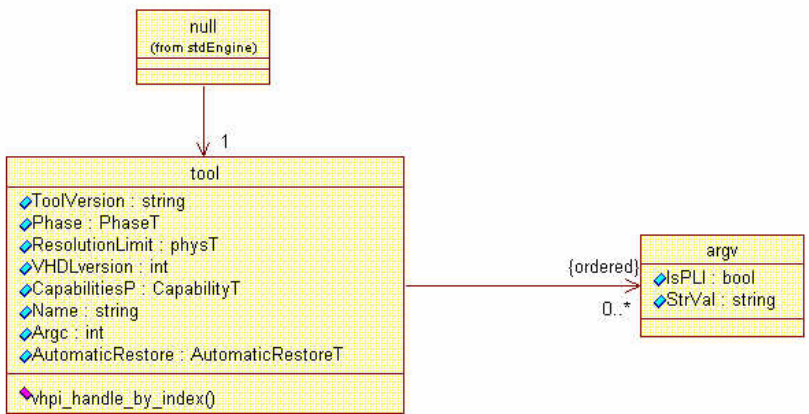 null
(from stdEngine)
1
tool
ToolVersion : string
Phase : PhaseT
ResolutionLimit : physT
VHDLversion : int
CapabilitiesP : CapabilityT
Name : string
Argc : int
AutomaticRestore : AutomaticRestoreT
vhpi_handle_by_index()
{ordered}
0..*
argv
IsPLI : bool
StrVal : string